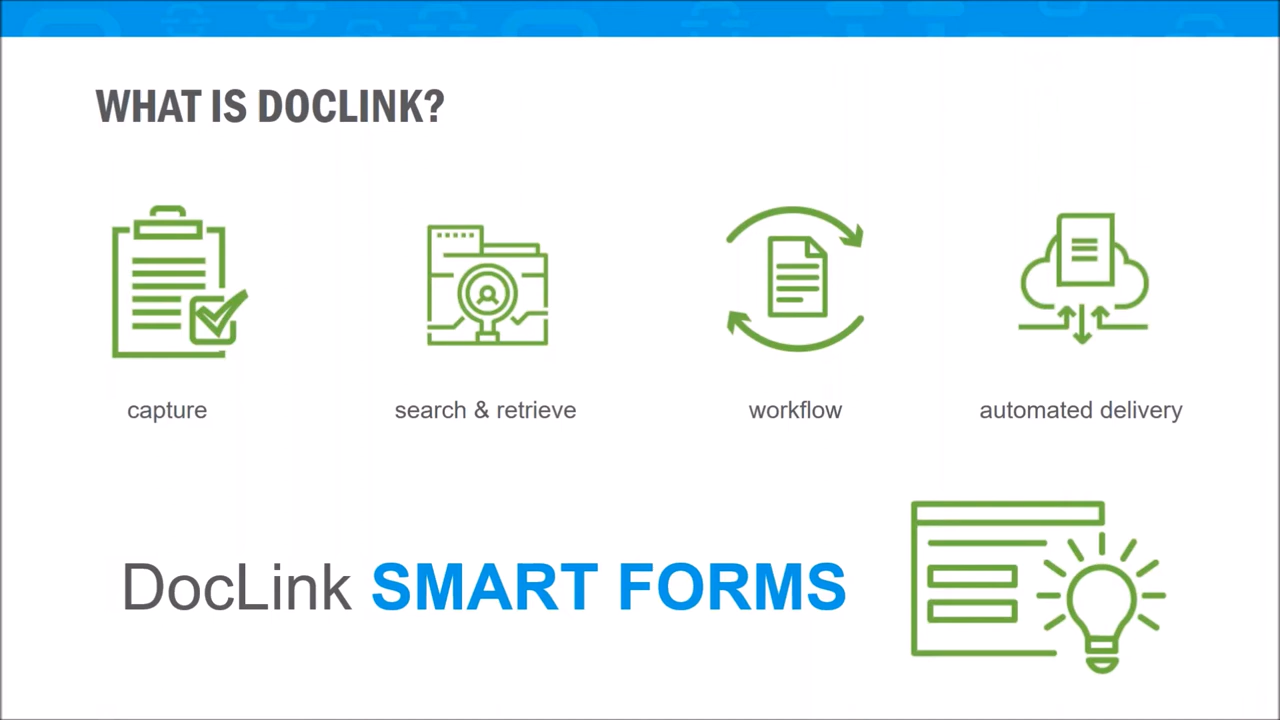 WHAT IS DOCLINK?
capture
search & retrieve
workflow
automated delivery
DocLink SMART FORMS